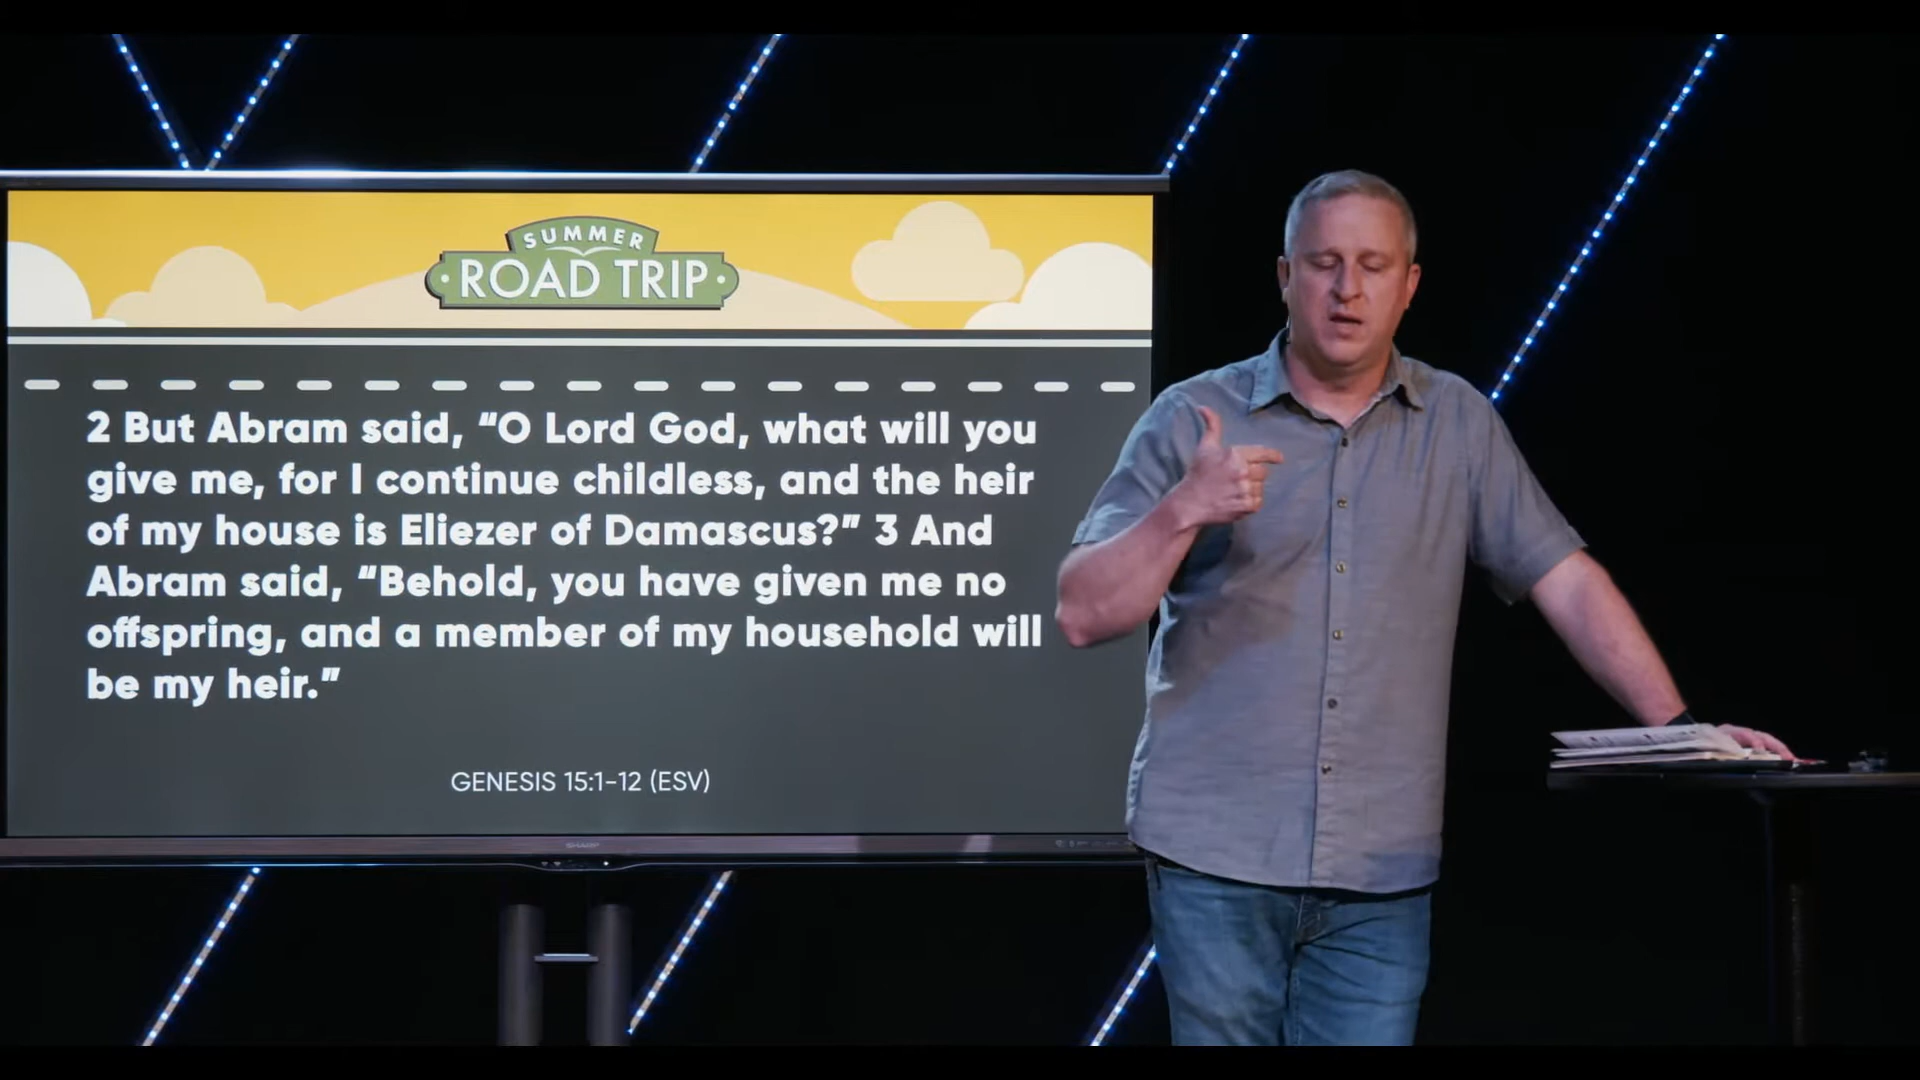 SUMMER
ROAD TRIP
2 But Abram said, “O Lord God, what will you
give me, for I continue childless, and the heir
of my house is Eliezer of Damascus?” 3 And
Abram said, “Behold, you have given me no
offspring, and a member of my household will
be my heir.”
GENESIS 15:1-12 (ESV)
SHARP